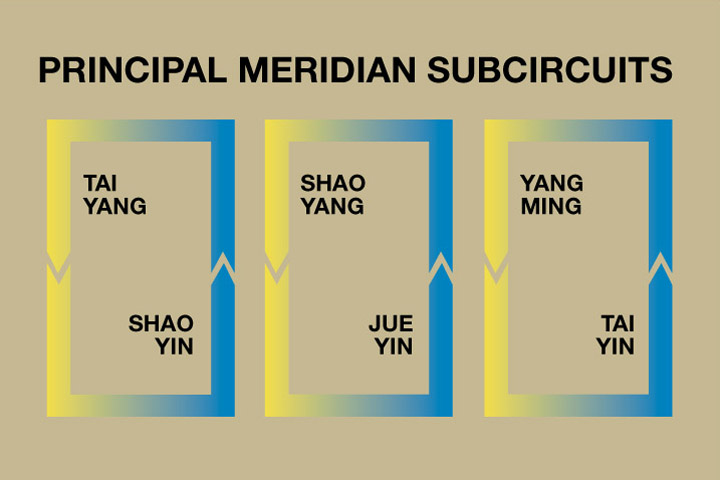 PRINCIPAL MERIDIAN SUBCIRCUITS
TAI
YANG
SHAO
YIN
SHAO
YANG
JUE
YIN
YANG
MING
TAI
YIN